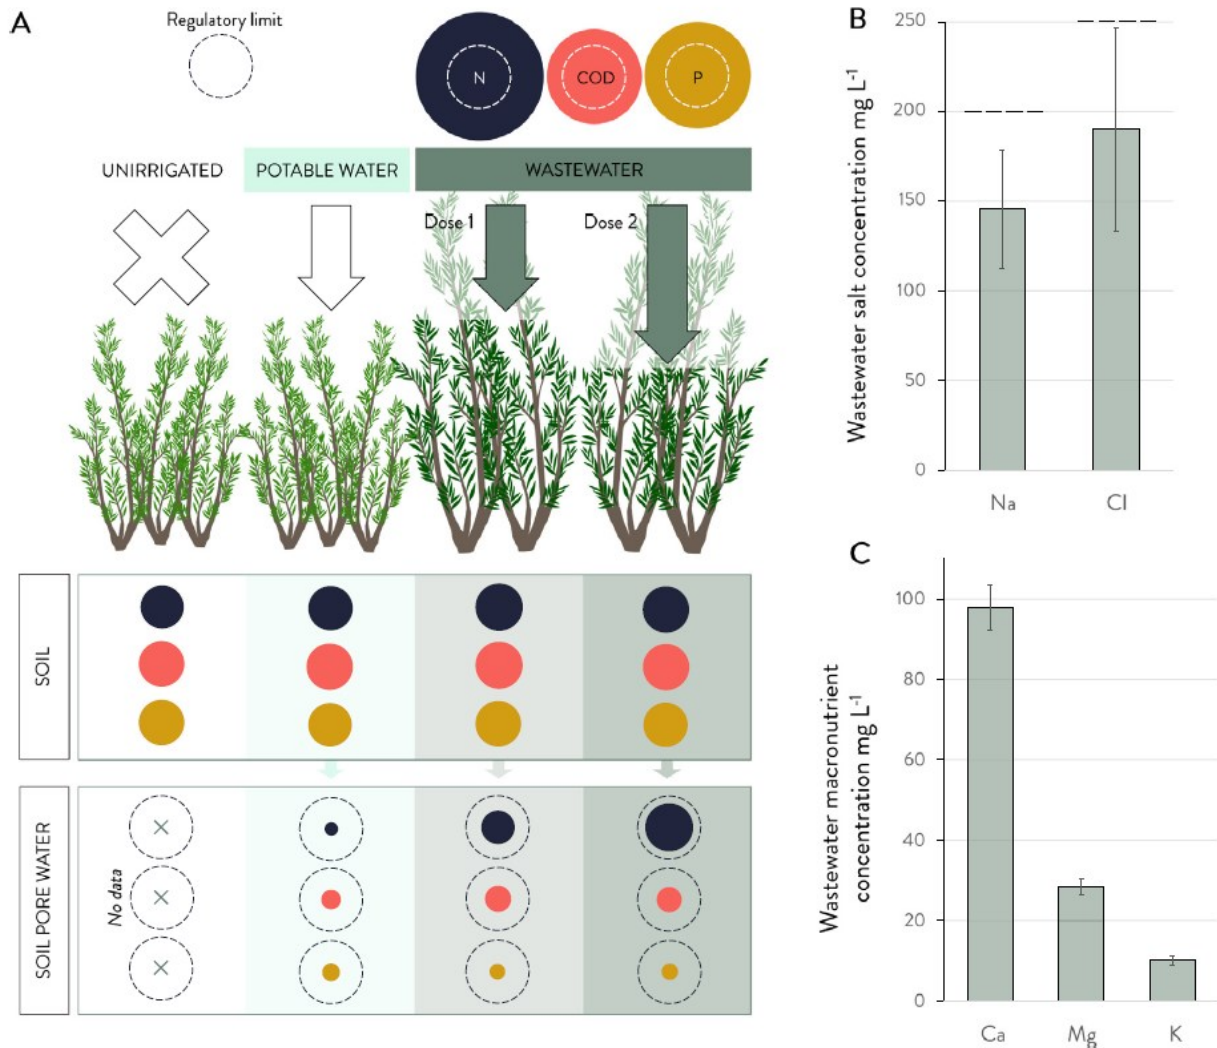 A
Regulatory limit
N
COD
P
UNIRRIGATED
POTABLE WATER
WASTEWATER
Dose 1
Dose 2
SOIL
SOIL PORE WATER
No data
B
Wastewater salt concentration mg L⁻¹
250
200
150
100
50
0
Na
Cl
C
Wastewater macronutrient
concentration mg L⁻¹
100
80
60
40
20
0
Ca
Mg
K